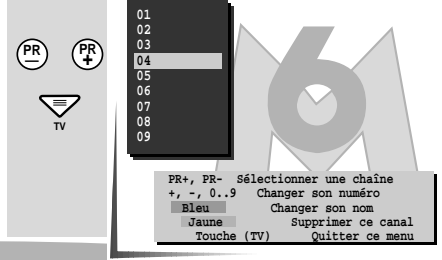 PR
−
PR
+
TV
01
02
03
04
05
06
07
08
09
M6
PR+, PR- Sélectionner une chaîne
+, -, 0..9 Changer son numéro
Bleu Changer son nom
Jaune Supprimer ce canal
Touche (TV) Quitter ce menu